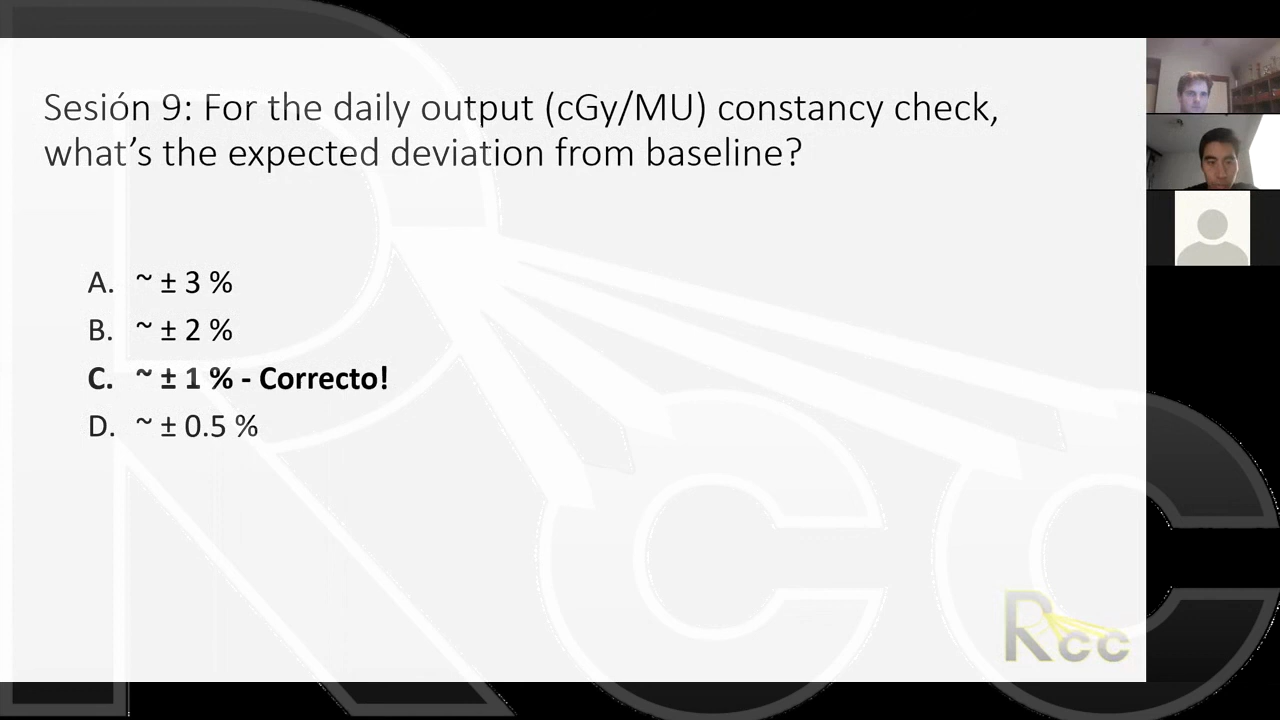 Sesión 9: For the daily output (cGy/MU) constancy check,
what’s the expected deviation from baseline?
A. ~ ± 3 %
B. ~ ± 2 %
C. ~ ± 1 % - Correcto!
D. ~ ± 0.5 %
Rcc